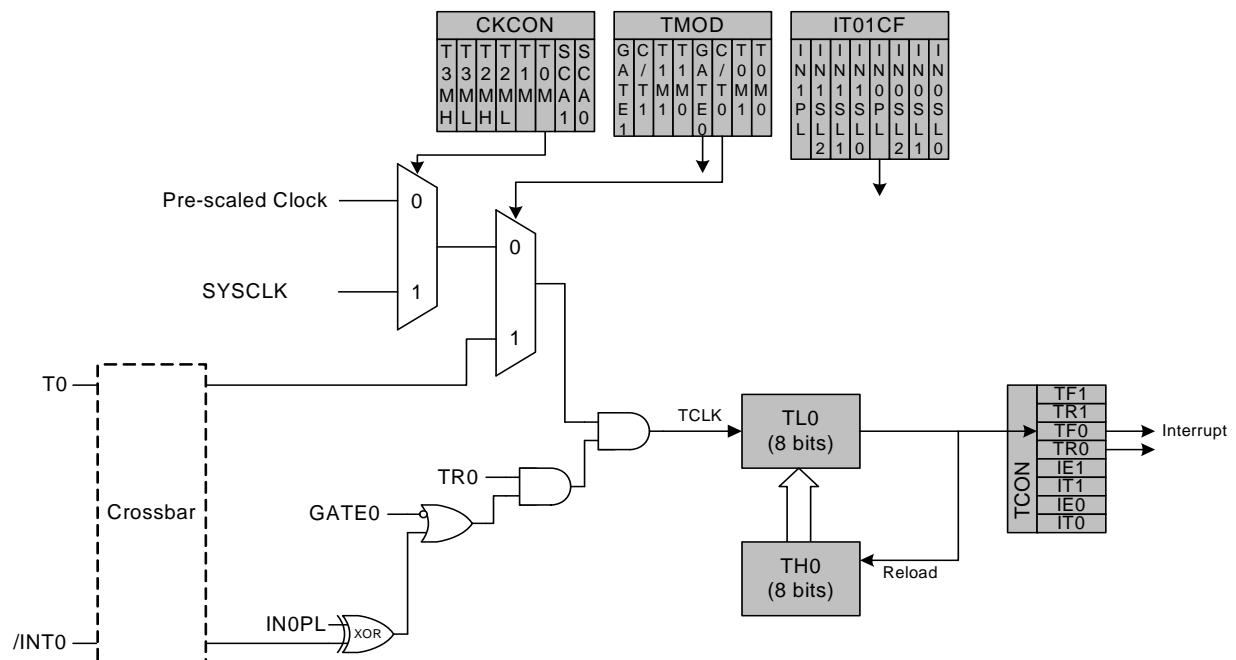 CKCON
T3MH T3ML T2MH T2ML T1M T0M SCA1 SCA0
TMOD
GATE1 C/T1 T1M1 T1M0 GATE0 C/T0 T0M1 T0M0
IT01CF
IN1PL IN1SL2 IN1SL1 IN1SL0 IN0PL IN0SL2 IN0SL1 IN0SL0
Pre-scaled Clock
0
SYSCLK
1
0
1
T0
Crossbar
/INT0
TR0
GATE0
IN0PL
XOR
TCLK
TL0
(8 bits)
TH0
(8 bits)
Reload
TCON
TF1
TR1
TF0
TR0
IE1
IT1
IE0
IT0
Interrupt